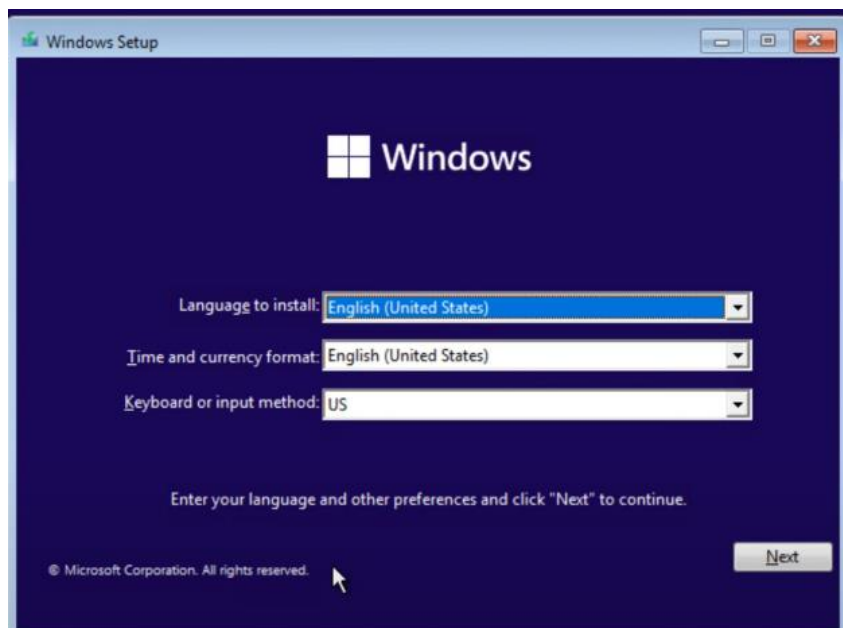 Windows Setup
Windows
Language to install: English (United States)
Time and currency format: English (United States)
Keyboard or input method: US
Enter your language and other preferences and click "Next" to continue.
Next
© Microsoft Corporation. All rights reserved.